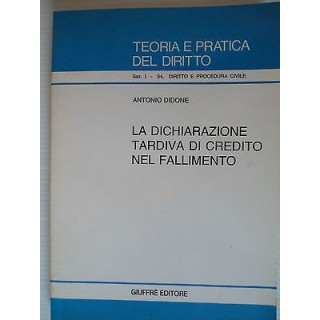 TEORIA E PRATICA
DEL DIRITTO
Sez. I - 54. DIRITTO E PROCEDURA CIVILE
ANTONIO DIDONE
LA DICHIARAZIONE
TARDIVA DI CREDITO
NEL FALLIMENTO
GIUFFRÈ EDITORE